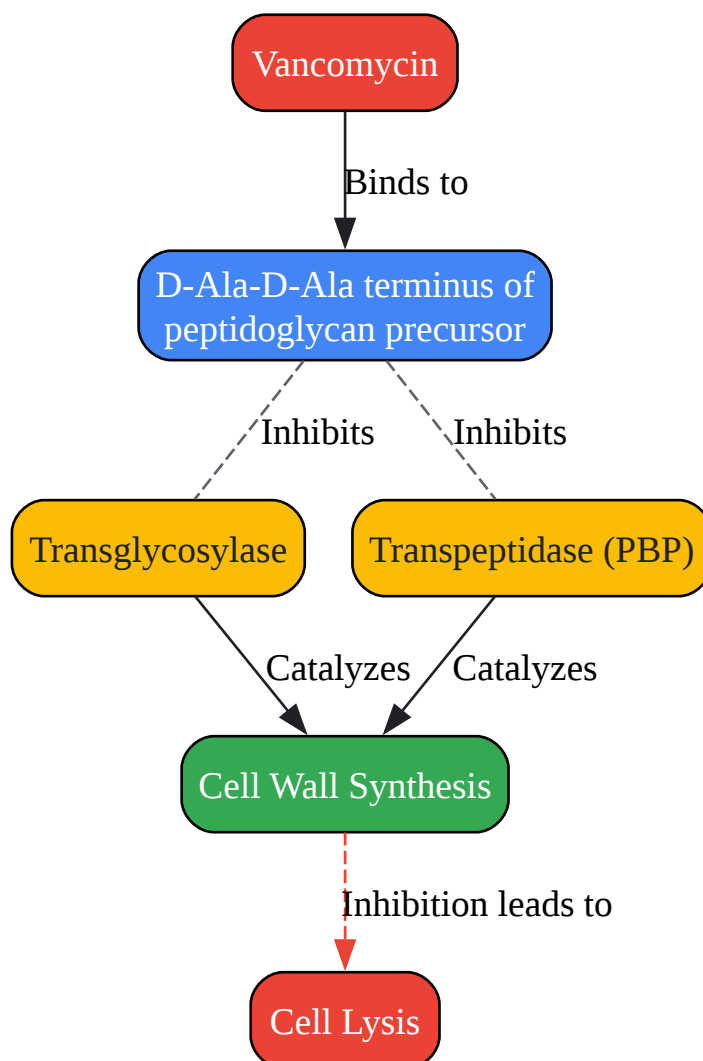 Vancomycin
Binds to
D-Ala-D-Ala terminus of
peptidoglycan precursor
Inhibits
Inhibits
Transglycosylase
Transpeptidase (PBP)
Catalyzes
Catalyzes
Cell Wall Synthesis
Inhibition leads to
Cell Lysis